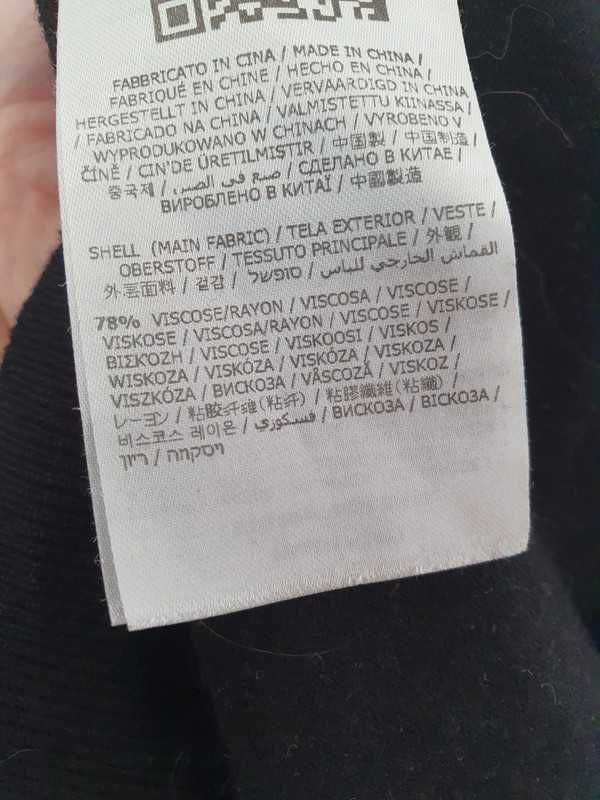 FABBRICATO IN CINA / MADE IN CHINA /
FABRIQUÉ EN CHINE / HECHO EN CHINA /
HERGESTELLT IN CHINA / VERVAARDIGD IN CHINA
/ FABRICADO NA CHINA / VALMISTETTU KIINASSA /
WYPRODUKOWANO W CHINACH / VYROBENO V
ČÍNĚ / CIN'DE ÜRETILMIŞTIR / 中国製 / 中国制造 /
중국제 / صنع في الصين / СДЕЛАНО В КИТАЕ /
ВИРОБЛЕНО В КИТАЇ / 中國製造
SHELL (MAIN FABRIC) / TELA EXTERIOR / VESTE /
OBERSTOFF / TESSUTO PRINCIPALE / 外観 /
外套面料 / 겉감 / סופשל / القماش الخارجي للباس
78% VISCOSE/RAYON / VISCOSA / VISCOSE /
VISKOSE / VISCOSA/RAYON / VISCOSE / VISKOSE /
ΒΙΣΚΌΖΗ / VISCOSE / VISKOOSI / VISKOS /
WISKOZA / VISKÓZA / VISKÓZA / VISKOZA /
VISZKÓZA / ВИСКОЗА / VÂSCOZĂ / VISKOZ /
レーヨン / 粘胶纤维(粘纤) / 粘膠纖維(粘纖) /
비스코스 레이온 / فسكوزي / ВИСКОЗА / ВІСКОЗА /
ויסקוזה / ריון